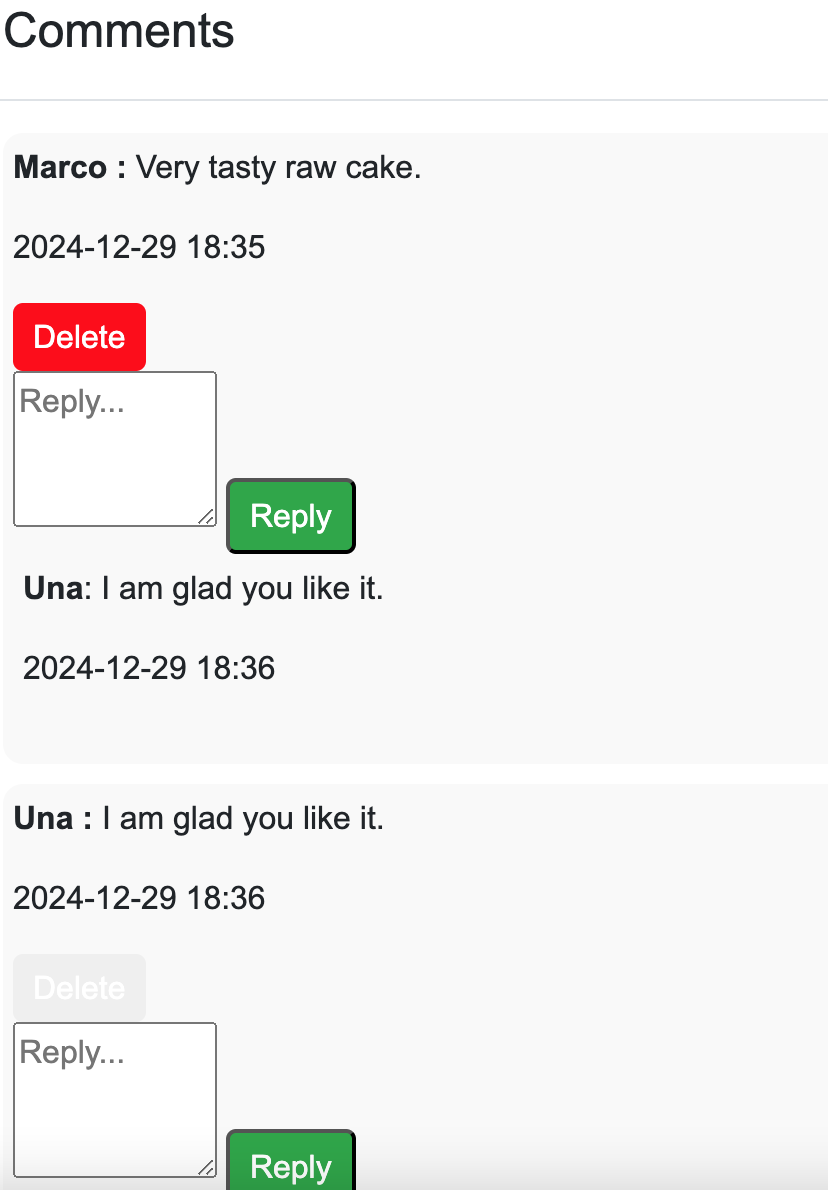 Comments
Marco : Very tasty raw cake.
2024-12-29 18:35
Delete
Reply...
Reply
Una: I am glad you like it.
2024-12-29 18:36
Una : I am glad you like it.
2024-12-29 18:36
Delete
Reply...
Reply